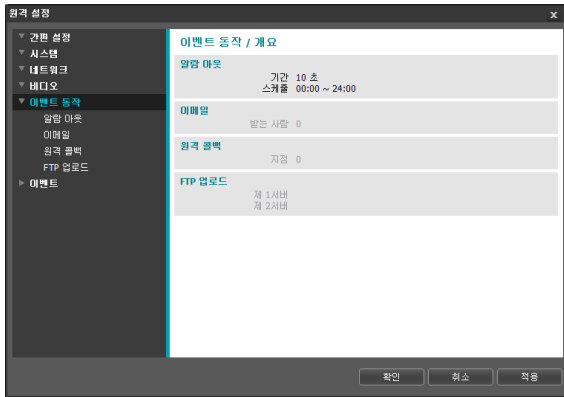 원격 설정
x
간편 설정
시스템
네트워크
비디오
이벤트 동작
알람 아웃
이메일
원격 콜백
FTP 업로드
이벤트
이벤트 동작 / 개요
알람 아웃
기간 10 초
스케줄 00:00 ~ 24:00
이메일
받는 사람 0
원격 콜백
지점 0
FTP 업로드
제 1서버
제 2서버
확인 취소 적용